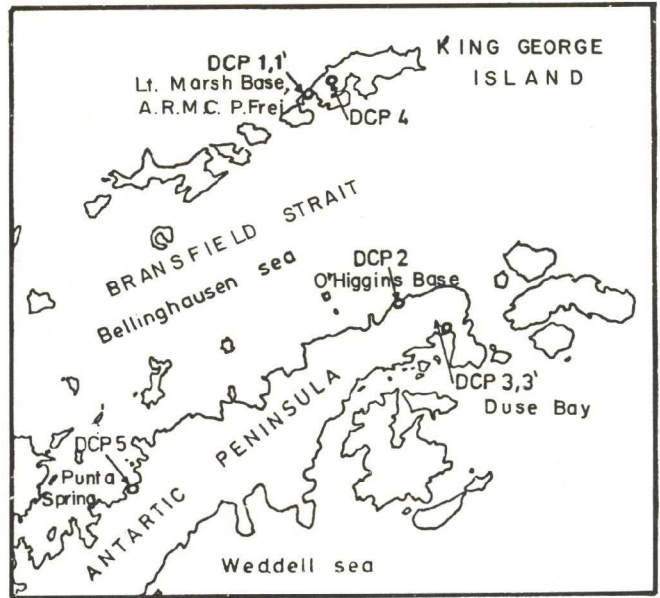 KING GEORGE
ISLAND
DCP 1,1'
Lt. Marsh Base,
A.R.M.C. P.Frei
DCP 4
BRANSFIELD STRAIT
Bellinghausen sea
DCP 2
O'Higgins Base
DCP 3,3'
Duse Bay
DCP 5
Punta
Spring
ANTARTIC PENINSULA
Weddell sea